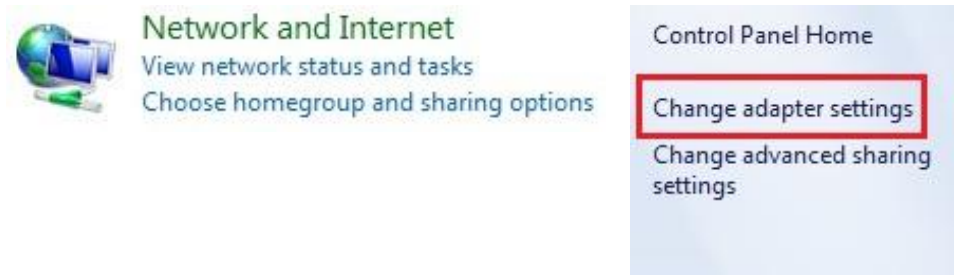 Network and Internet
View network status and tasks
Choose homegroup and sharing options
Control Panel Home
Change adapter settings
Change advanced sharing
settings